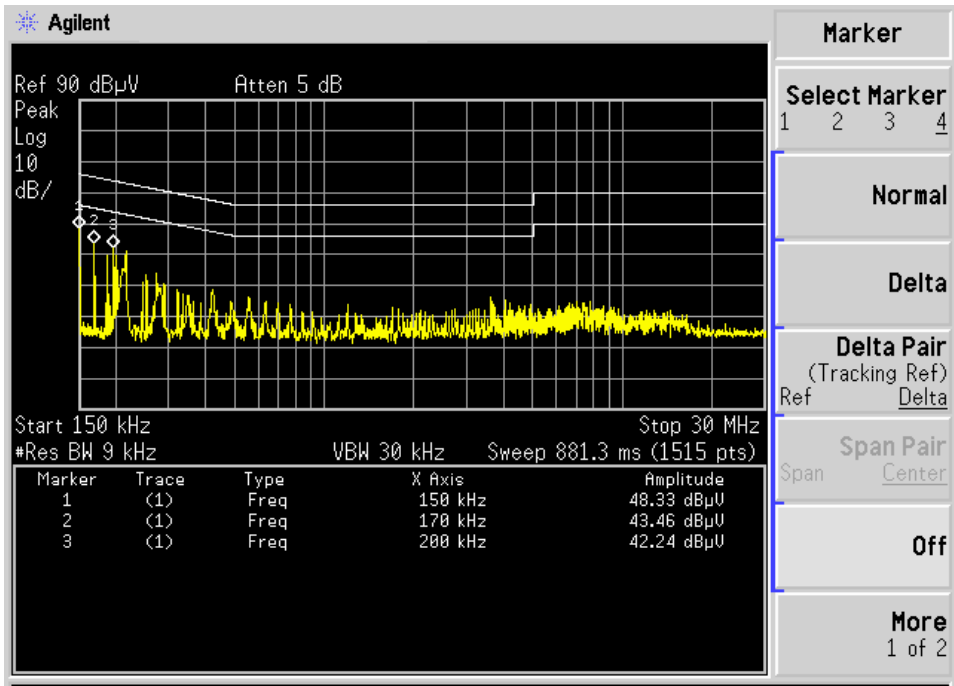 Agilent
Ref 90 dBµV Atten 5 dB
Peak
Log
10
dB/
1
2
3
Start 150 kHz Stop 30 MHz
#Res BW 9 kHz VBW 30 kHz Sweep 881.3 ms (1515 pts)
Marker Trace Type X Axis Amplitude
1 (1) Freq 150 kHz 48.33 dBµV
2 (1) Freq 170 kHz 43.46 dBµV
3 (1) Freq 200 kHz 42.24 dBµV
Marker
Select Marker
1 2 3 4
Normal
Delta
Delta Pair
(Tracking Ref)
Ref Delta
Span Pair
Span Center
Off
More
1 of 2